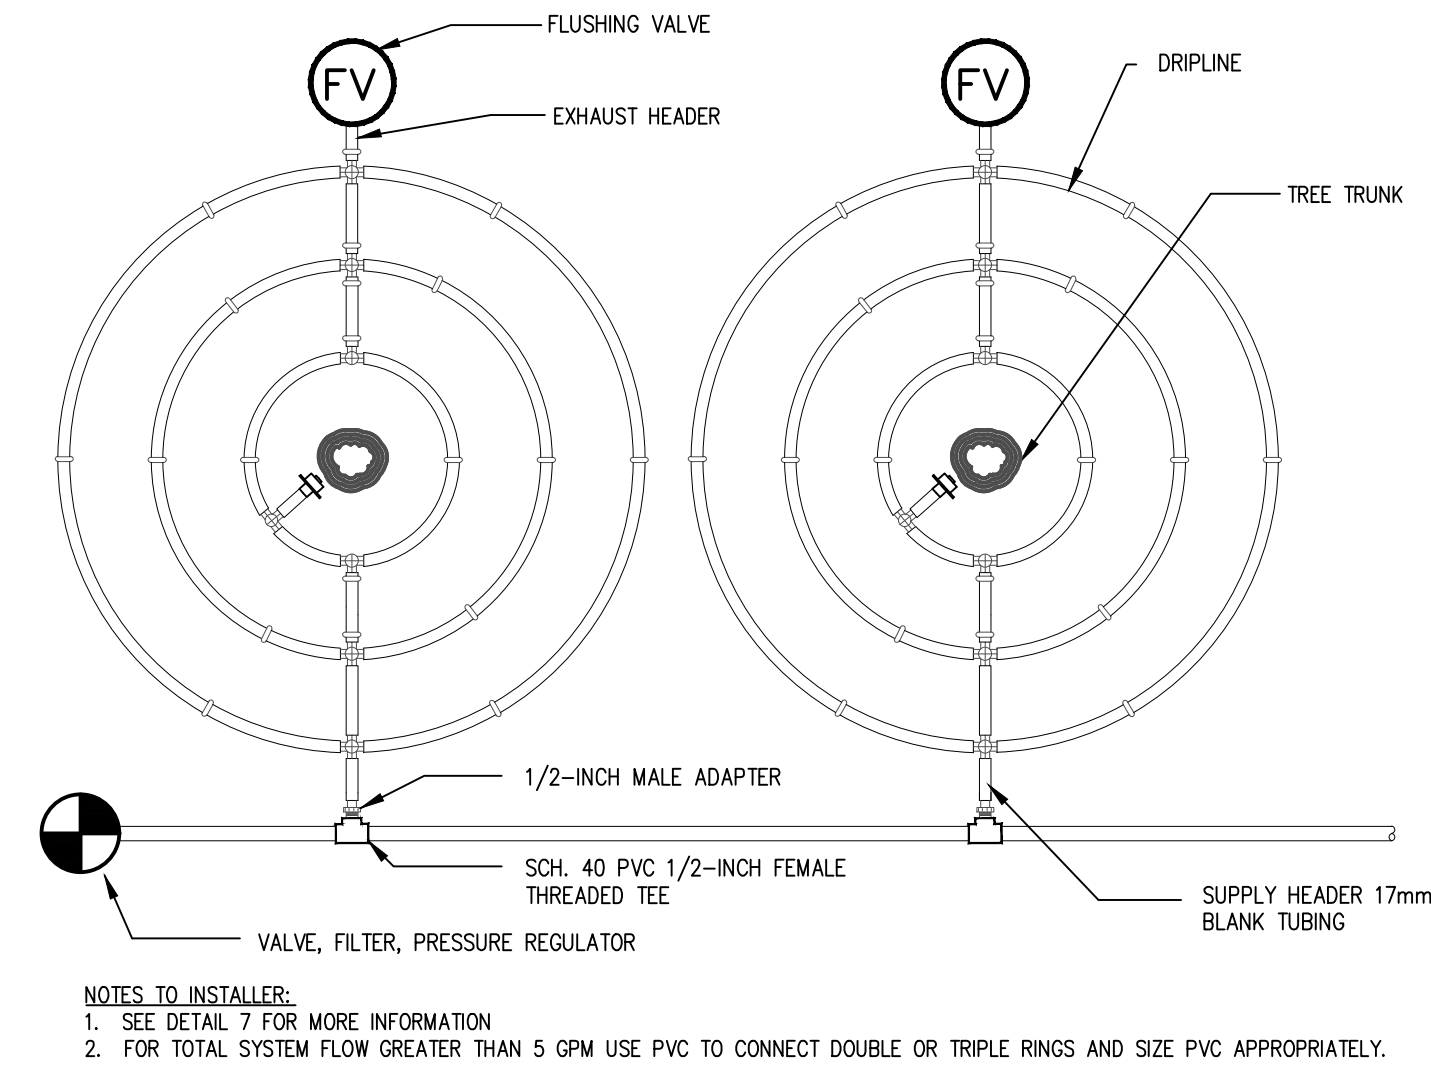 FLUSHING VALVE
FV
FV
DRIPLINE
EXHAUST HEADER
TREE TRUNK
1/2-INCH MALE ADAPTER
SCH. 40 PVC 1/2-INCH FEMALE
THREADED TEE
SUPPLY HEADER 17mm
BLANK TUBING
VALVE, FILTER, PRESSURE REGULATOR
NOTES TO INSTALLER:
1. SEE DETAIL 7 FOR MORE INFORMATION
2. FOR TOTAL SYSTEM FLOW GREATER THAN 5 GPM USE PVC TO CONNECT DOUBLE OR TRIPLE RINGS AND SIZE PVC APPROPRIATELY.